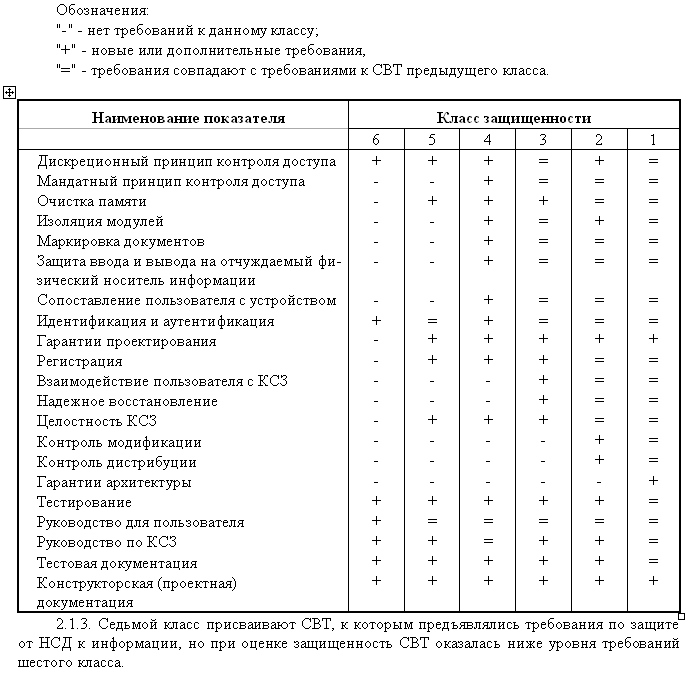 Обозначения:
"-" - нет требований к данному классу;
"+" - новые или дополнительные требования,
"=" - требования совпадают с требованиями к СВТ предыдущего класса.
Наименование показателя Класс защищенности
6 5 4 3 2 1
Дискреционный принцип контроля доступа + + + = + =
Мандатный принцип контроля доступа - - + = = =
Очистка памяти - + + + = =
Изоляция модулей - - + = + =
Маркировка документов - - + = = =
Защита ввода и вывода на отчуждаемый фи- - - + = = =
зический носитель информации
Сопоставление пользователя с устройством - - + = = =
Идентификация и аутентификация + = + = = =
Гарантии проектирования - + + + + +
Регистрация - + + + = =
Взаимодействие пользователя с КСЗ - - - + = =
Надежное восстановление - - - + = =
Целостность КСЗ - + + + = =
Контроль модификации - - - - + =
Контроль дистрибуции - - - - + =
Гарантии архитектуры - - - - - +
Тестирование + + + + + =
Руководство для пользователя + = = = = =
Руководство по КСЗ + + = + + =
Тестовая документация + + + + + =
Конструкторская (проектная) + + + + + +
документация
2.1.3. Седьмой класс присваивают СВТ, к которым предъявлялись требования по защите
от НСД к информации, но при оценке защищенность СВТ оказалась ниже уровня требований
шестого класса.